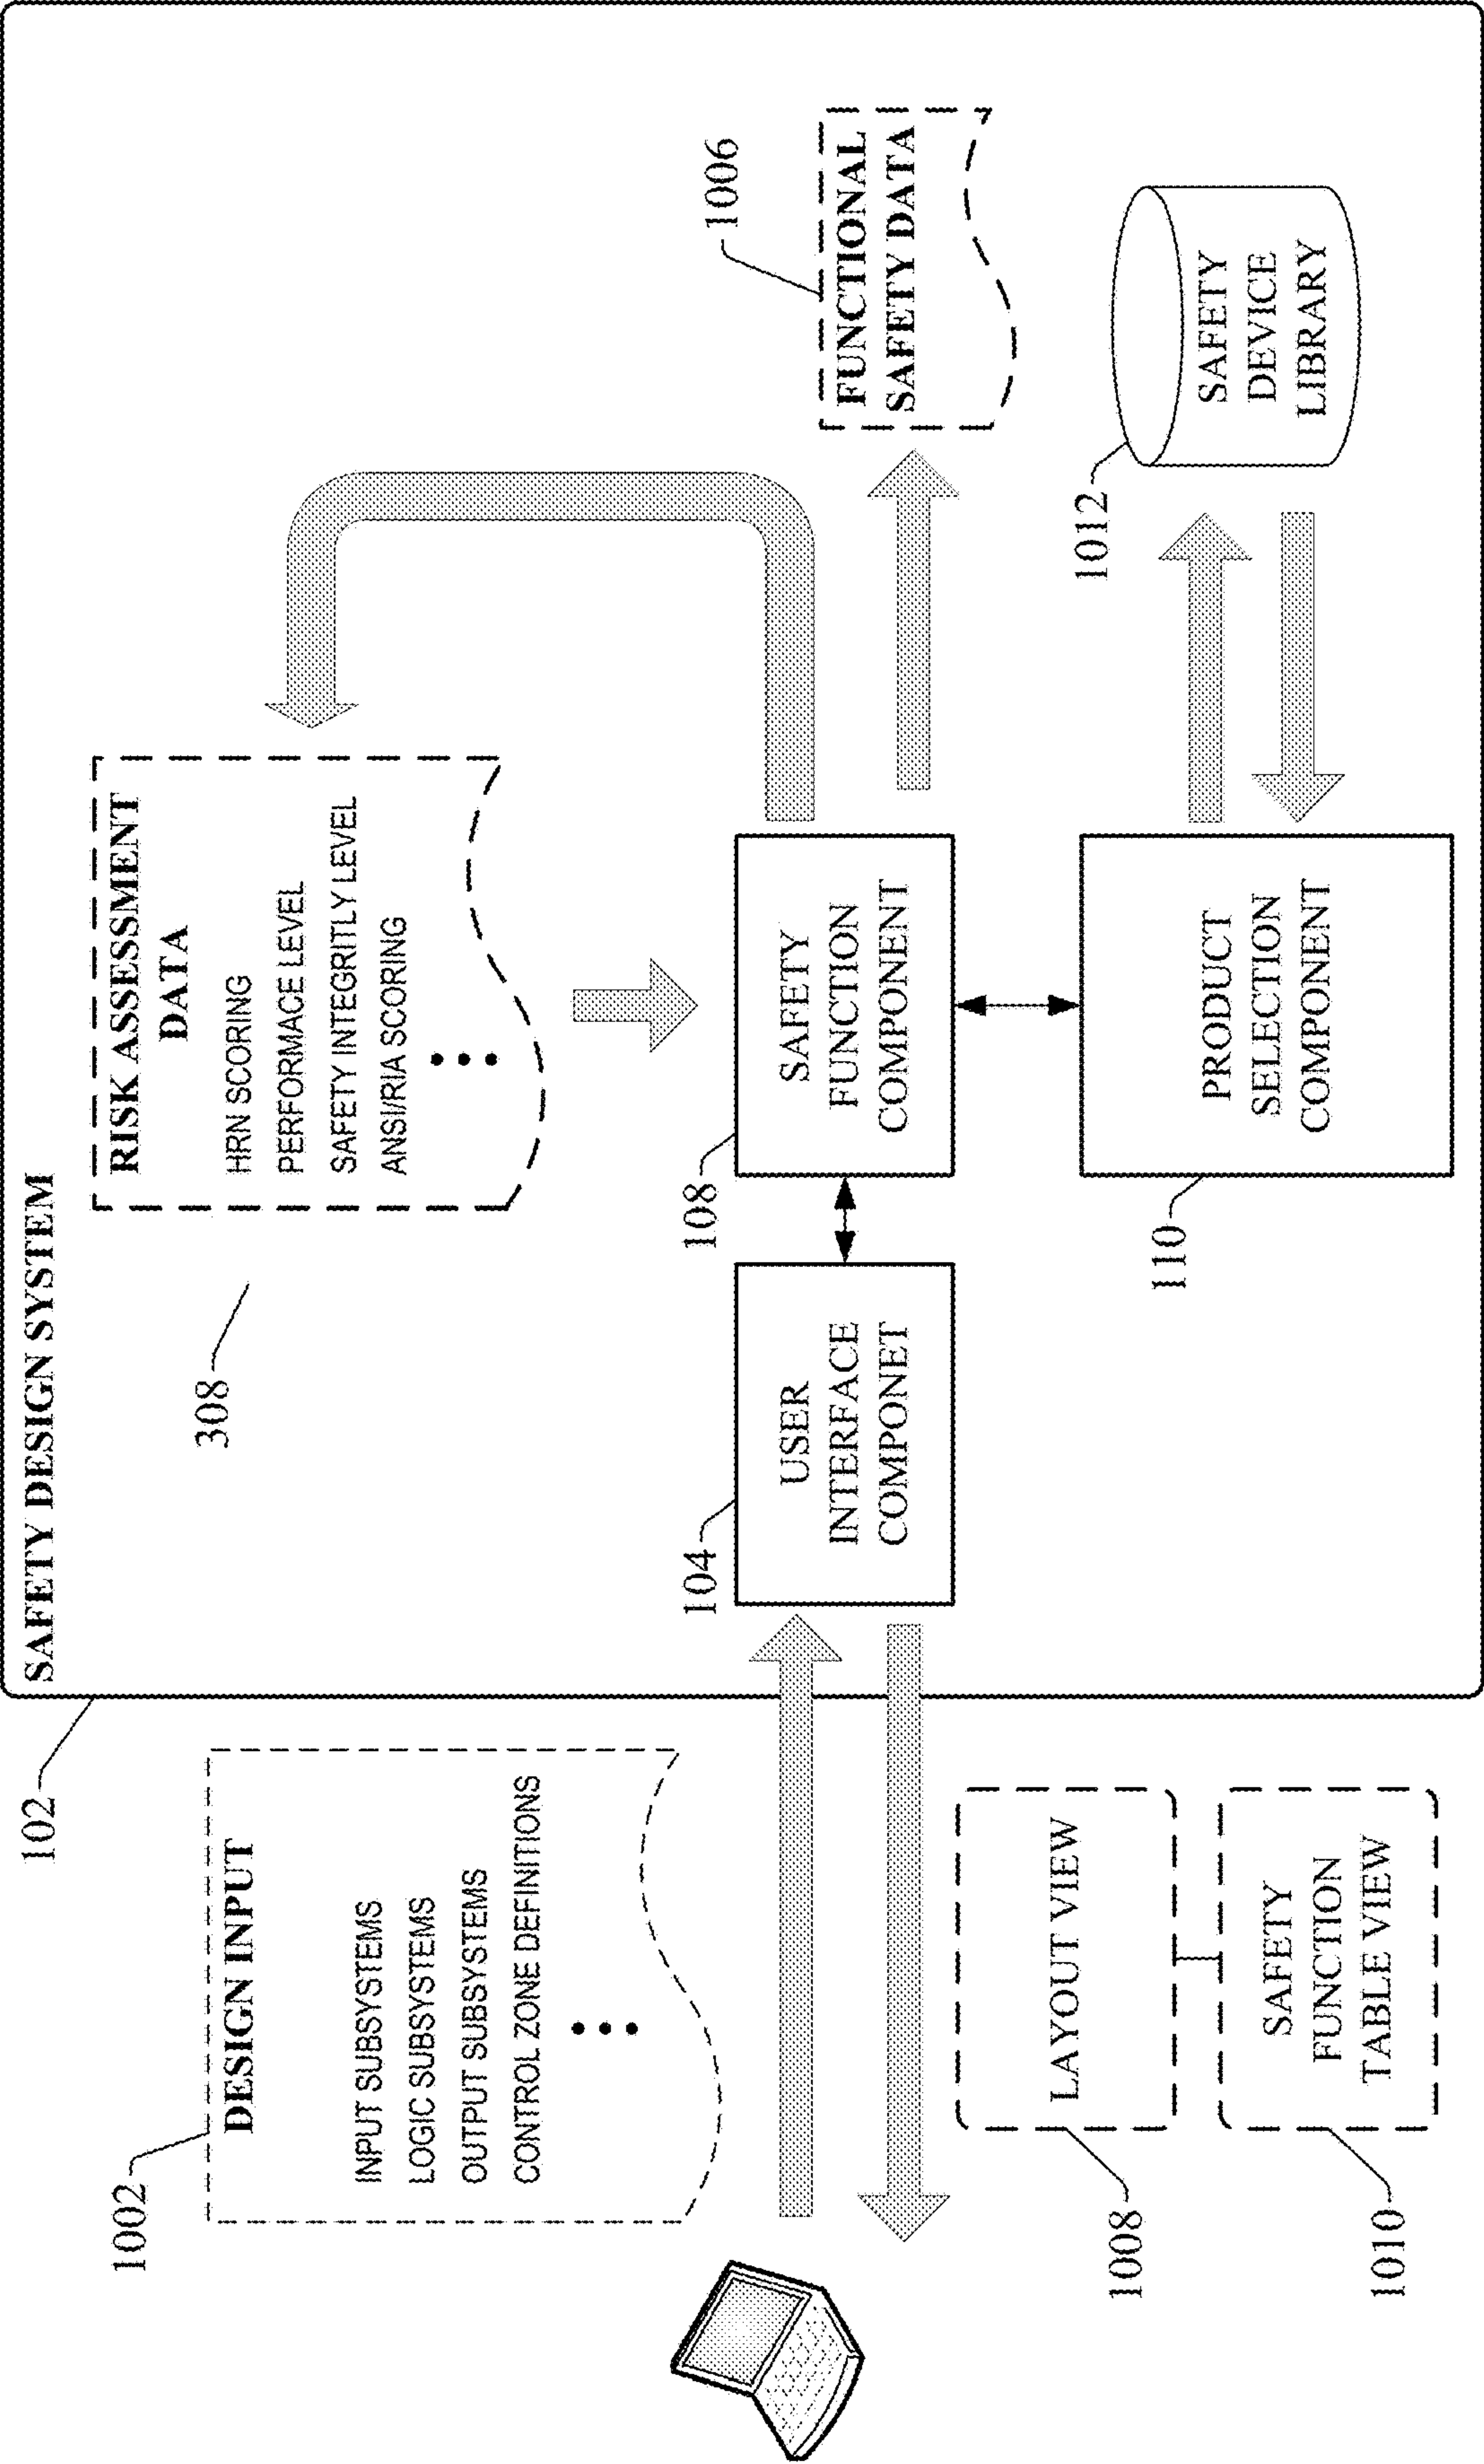 102
SAFETY DESIGN SYSTEM
1002
DESIGN INPUT
INPUT SUBSYSTEMS
LOGIC SUBSYSTEMS
OUTPUT SUBSYSTEMS
CONTROL ZONE DEFINITIONS
308
RISK ASSESSMENT
DATA
HRN SCORING
PERFORMACE LEVEL
SAFETY INTEGRITLY LEVEL
ANSI/RIA SCORING
104
USER
INTERFACE
COMPONET
108
SAFETY
FUNCTION
COMPONENT
1006
FUNCTIONAL
SAFETY DATA
1008
LAYOUT VIEW
1010
SAFETY
FUNCTION
TABLE VIEW
110
PRODUCT
SELECTION
COMPONENT
1012
SAFETY
DEVICE
LIBRARY